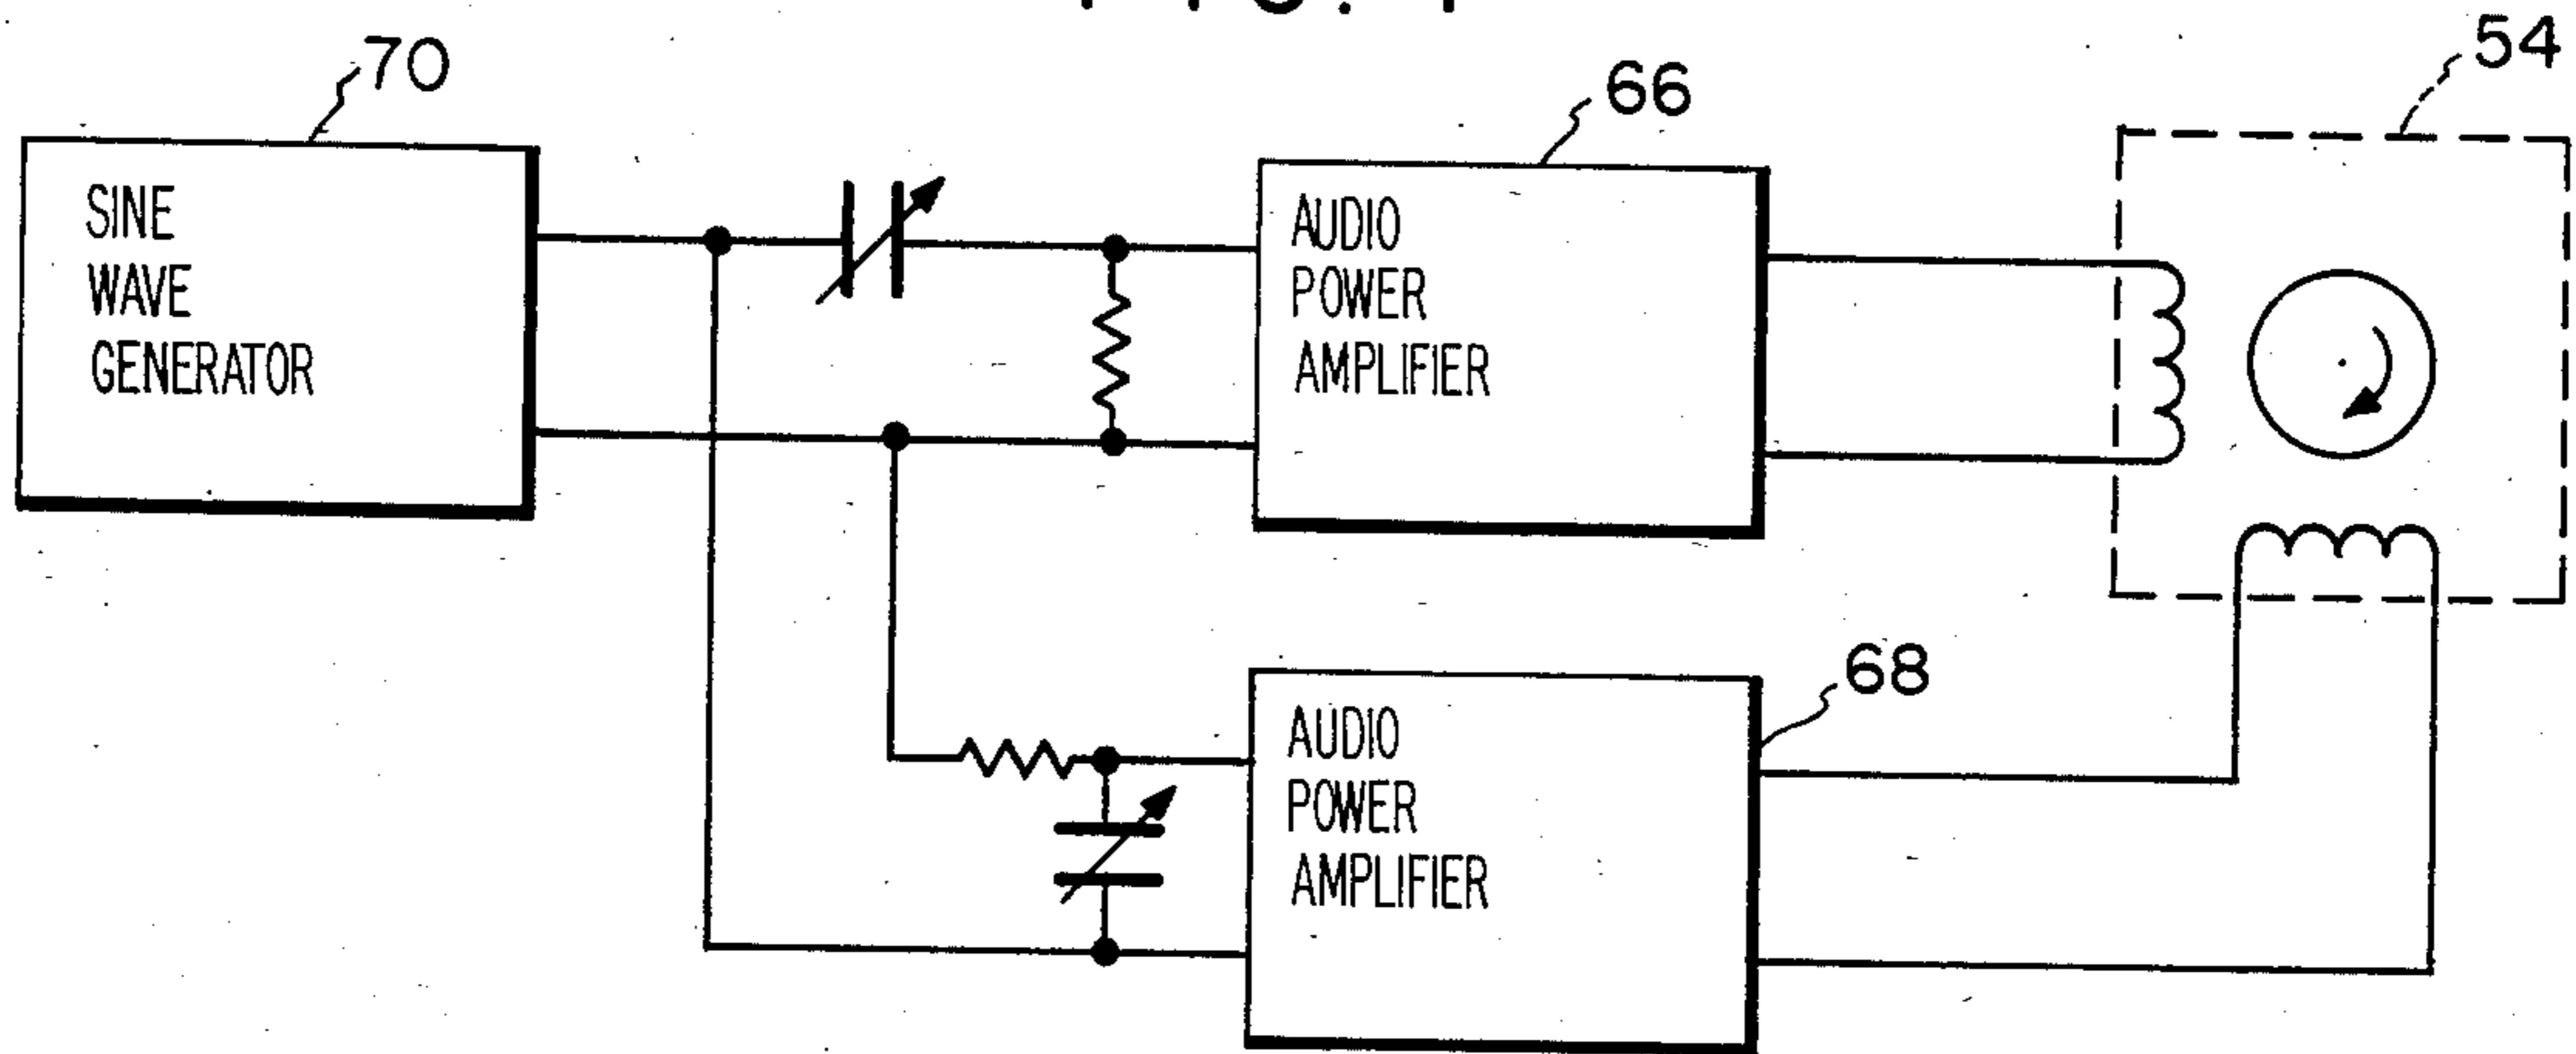 70
66
54
SINE
WAVE
GENERATOR
AUDIO
POWER
AMPLIFIER
68
AUDIO
POWER
AMPLIFIER